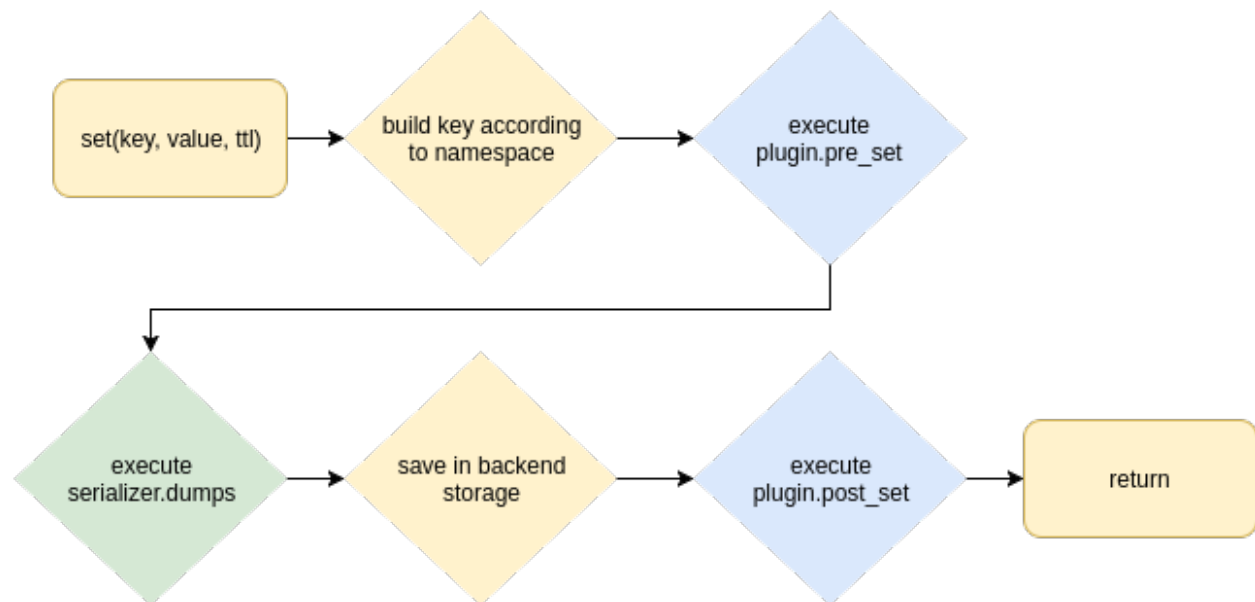 set(key, value, ttl)
build key according
to namespace
execute
plugin.pre_set
execute
serializer.dumps
save in backend
storage
execute
plugin.post_set
return